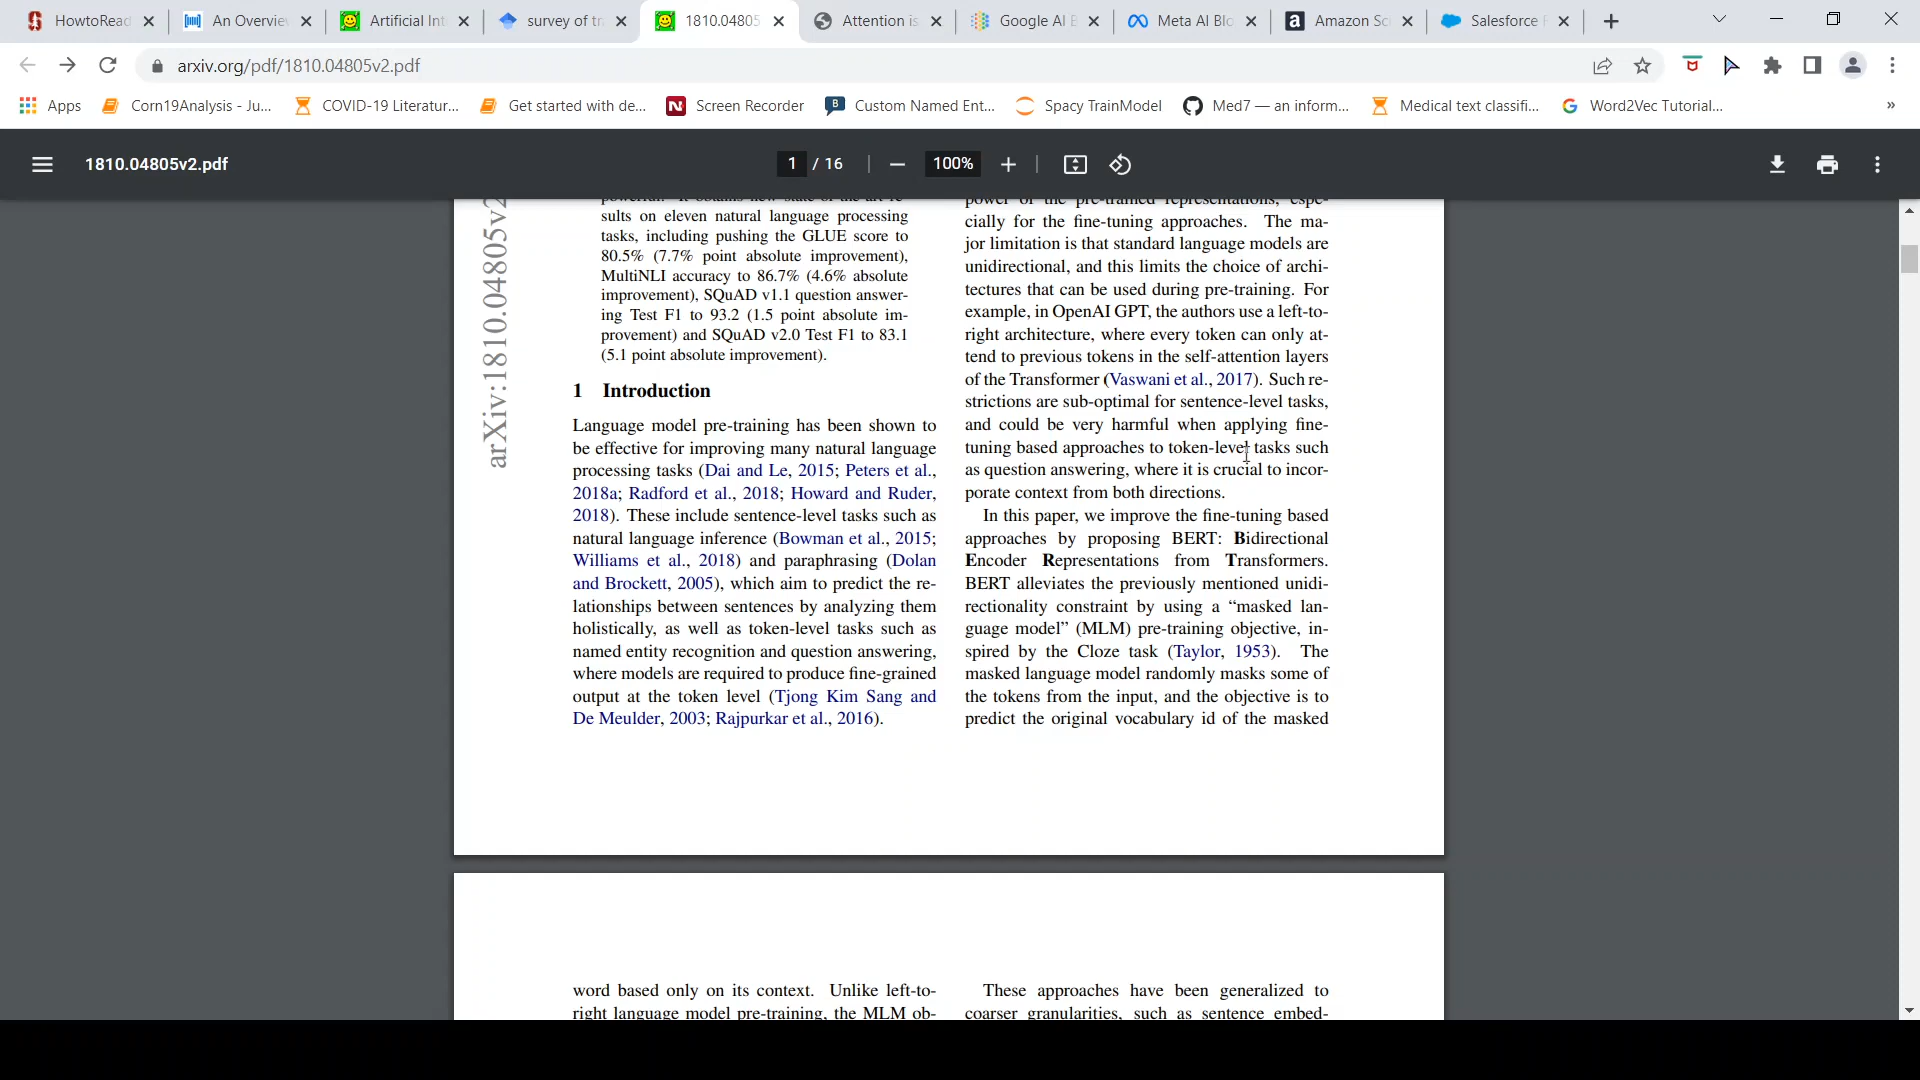 HowtoRead
An Overvie
Artificial Int
survey of tr
1810.04805
Attention is
Google AI B
Meta AI Blo
Amazon Sc
Salesforce
arxiv.org/pdf/1810.04805v2.pdf
Apps
Corn19Analysis - Ju...
COVID-19 Literatur...
Get started with de...
Screen Recorder
Custom Named Ent...
Spacy TrainModel
Med7 — an inform...
Medical text classifi...
Word2Vec Tutorial...
»
1810.04805v2.pdf
1 / 16
100%
arXiv:1810.04805v2
sults on eleven natural language processing
tasks, including pushing the GLUE score to
80.5% (7.7% point absolute improvement),
MultiNLI accuracy to 86.7% (4.6% absolute
improvement), SQuAD v1.1 question answer-
ing Test F1 to 93.2 (1.5 point absolute im-
provement) and SQuAD v2.0 Test F1 to 83.1
(5.1 point absolute improvement).
1 Introduction
Language model pre-training has been shown to
be effective for improving many natural language
processing tasks (Dai and Le, 2015; Peters et al.,
2018a; Radford et al., 2018; Howard and Ruder,
2018). These include sentence-level tasks such as
natural language inference (Bowman et al., 2015;
Williams et al., 2018) and paraphrasing (Dolan
and Brockett, 2005), which aim to predict the re-
lationships between sentences by analyzing them
holistically, as well as token-level tasks such as
named entity recognition and question answering,
where models are required to produce fine-grained
output at the token level (Tjong Kim Sang and
De Meulder, 2003; Rajpurkar et al., 2016).
power of the pre-trained representations, espe-
cially for the fine-tuning approaches. The ma-
jor limitation is that standard language models are
unidirectional, and this limits the choice of archi-
tectures that can be used during pre-training. For
example, in OpenAI GPT, the authors use a left-to-
right architecture, where every token can only at-
tend to previous tokens in the self-attention layers
of the Transformer (Vaswani et al., 2017). Such re-
strictions are sub-optimal for sentence-level tasks,
and could be very harmful when applying fine-
tuning based approaches to token-level tasks such
as question answering, where it is crucial to incor-
porate context from both directions.
In this paper, we improve the fine-tuning based
approaches by proposing BERT: Bidirectional
Encoder Representations from Transformers.
BERT alleviates the previously mentioned unidi-
rectionality constraint by using a “masked lan-
guage model” (MLM) pre-training objective, in-
spired by the Cloze task (Taylor, 1953). The
masked language model randomly masks some of
the tokens from the input, and the objective is to
predict the original vocabulary id of the masked
word based only on its context. Unlike left-to-
right language model pre-training, the MLM ob-
These approaches have been generalized to
coarser granularities, such as sentence embed-